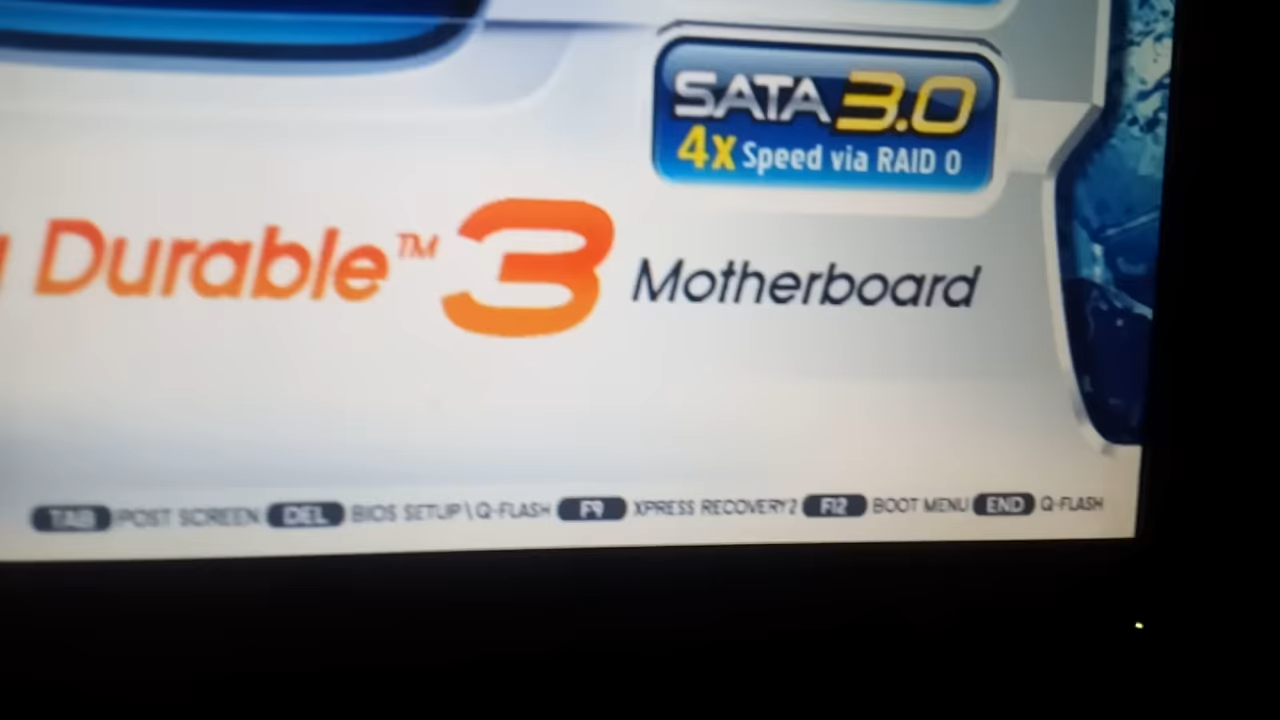 SATA 3.0
4x Speed via RAID 0
Durable™ 3 Motherboard
TAB POST SCREEN DEL BIOS SETUP\Q-FLASH F9 XPRESS RECOVERY2 F12 BOOT MENU END Q-FLASH